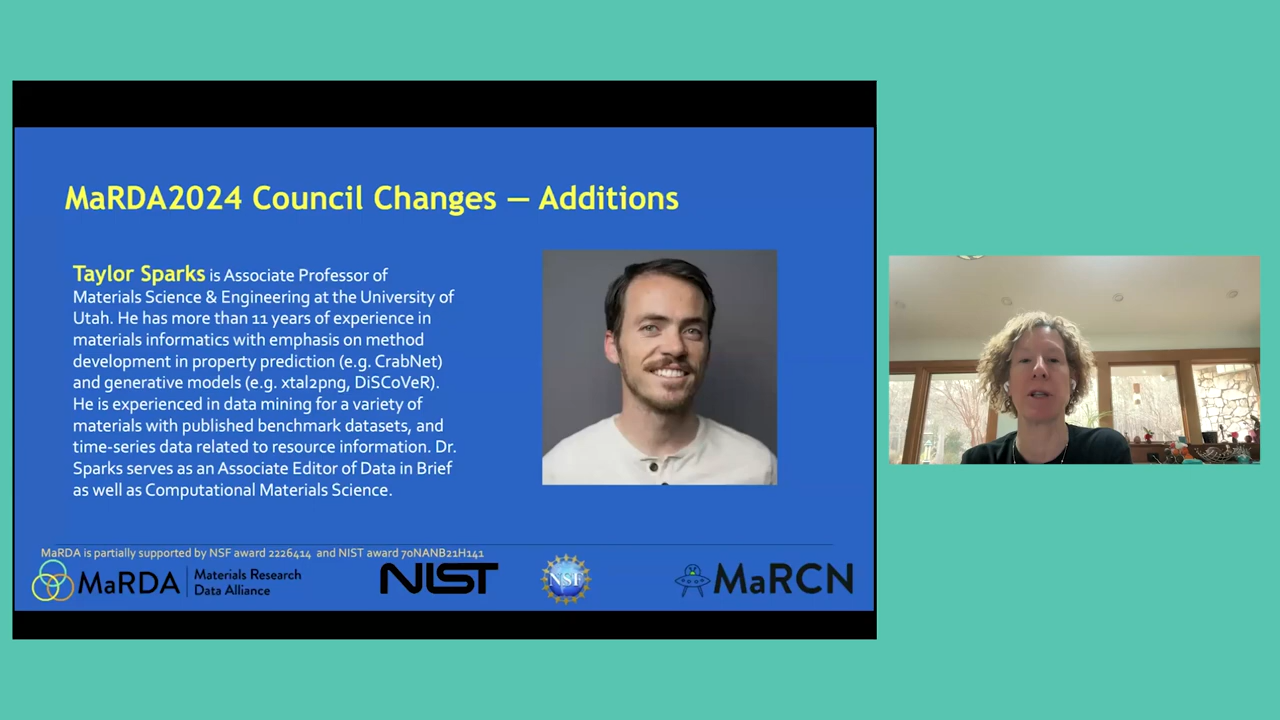 MaRDA2024 Council Changes — Additions
Taylor Sparks is Associate Professor of
Materials Science & Engineering at the University of
Utah. He has more than 11 years of experience in
materials informatics with emphasis on method
development in property prediction (e.g. CrabNet)
and generative models (e.g. xtal2png, DiSCoVeR).
He is experienced in data mining for a variety of
materials with published benchmark datasets, and
time-series data related to resource information. Dr.
Sparks serves as an Associate Editor of Data in Brief
as well as Computational Materials Science.
MaRDA is partially supported by NSF award 2226414 and NIST award 70NANB21H141
MaRDA
Materials Research
Data Alliance
NIST
NSF
MaRCN